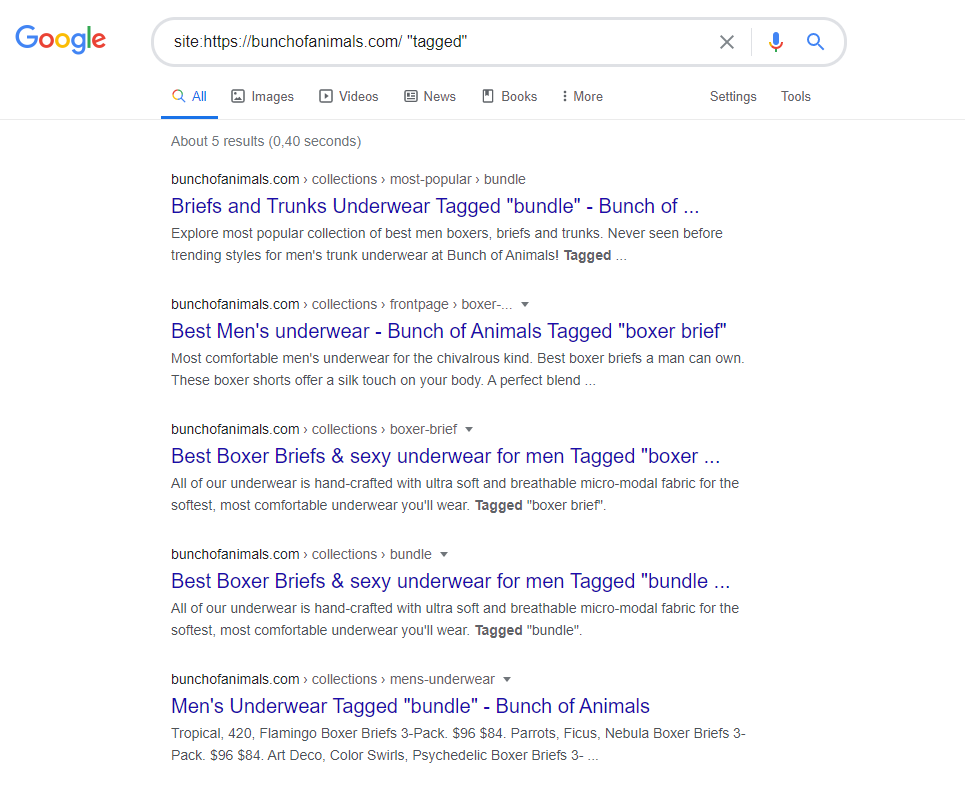 Google
site:https://bunchofanimals.com/ "tagged"
All Images Videos News Books More Settings Tools
About 5 results (0,40 seconds)
bunchofanimals.com › collections › most-popular › bundle
Briefs and Trunks Underwear Tagged "bundle" - Bunch of ...
Explore most popular collection of best men boxers, briefs and trunks. Never seen before
trending styles for men's trunk underwear at Bunch of Animals! Tagged ...
bunchofanimals.com › collections › frontpage › boxer-...
Best Men's underwear - Bunch of Animals Tagged "boxer brief"
Most comfortable men's underwear for the chivalrous kind. Best boxer briefs a man can own.
These boxer shorts offer a silk touch on your body. A perfect blend ...
bunchofanimals.com › collections › boxer-brief
Best Boxer Briefs & sexy underwear for men Tagged "boxer ...
All of our underwear is hand-crafted with ultra soft and breathable micro-modal fabric for the
softest, most comfortable underwear you'll wear. Tagged "boxer brief".
bunchofanimals.com › collections › bundle
Best Boxer Briefs & sexy underwear for men Tagged "bundle ...
All of our underwear is hand-crafted with ultra soft and breathable micro-modal fabric for the
softest, most comfortable underwear you'll wear. Tagged "bundle".
bunchofanimals.com › collections › mens-underwear
Men's Underwear Tagged "bundle" - Bunch of Animals
Tropical, 420, Flamingo Boxer Briefs 3-Pack. $96 $84. Parrots, Ficus, Nebula Boxer Briefs 3-
Pack. $96 $84. Art Deco, Color Swirls, Psychedelic Boxer Briefs 3- ...